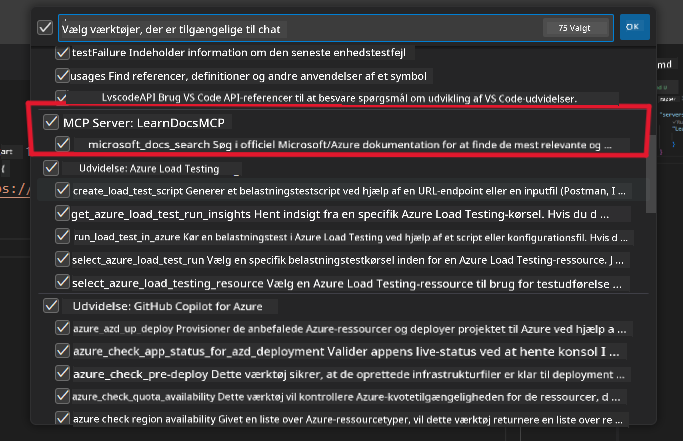 Vælg værktøjer, der er tilgængelige til chat
75 Valgt
OK
testFailure Indeholder information om den seneste enhedstestfejl
usages Find referencer, definitioner og andre anvendelser af et symbol
LvscodeAPI Brug VS Code API-referencer til at besvare spørgsmål om udvikling af VS Code-udvidelser.
MCP Server: LearnDocsMCP
microsoft_docs_search Søg i officiel Microsoft/Azure dokumentation for at finde de mest relevante og ...
Udvidelse: Azure Load Testing
create_load_test_script Generer et belastningstestscript ved hjælp af en URL-endpoint eller en inputfil (Postman, I ...
get_azure_load_test_run_insights Hent indsigt fra en specifik Azure Load Testing-kørsel. Hvis du d ...
run_load_test_in_azure Kør en belastningstest i Azure Load Testing ved hjælp af et script eller konfigurationsfil. Hvis d ...
select_azure_load_test_run Vælg en specifik belastningstestkørsel inden for en Azure Load Testing-ressource. J ...
select_azure_load_testing_resource Vælg en Azure Load Testing-ressource til brug for testudførelse ...
Udvidelse: GitHub Copilot for Azure
azure_azd_up_deploy Provisioner de anbefalede Azure-ressourcer og deployer projektet til Azure ved hjælp a ...
azure_check_app_status_for_azd_deployment Valider appens live-status ved at hente konsol I ...
azure_check_pre-deploy Dette værktøj sikrer, at de oprettede infrastrukturfiler er klar til deployment ...
azure_check_quota_availability Dette værktøj vil kontrollere Azure-kvotetilgængeligheden for de ressourcer, d ...
azure check region availability Givet en liste over Azure-ressourcetyper, vil dette værktøj returnere en liste over re ...
md